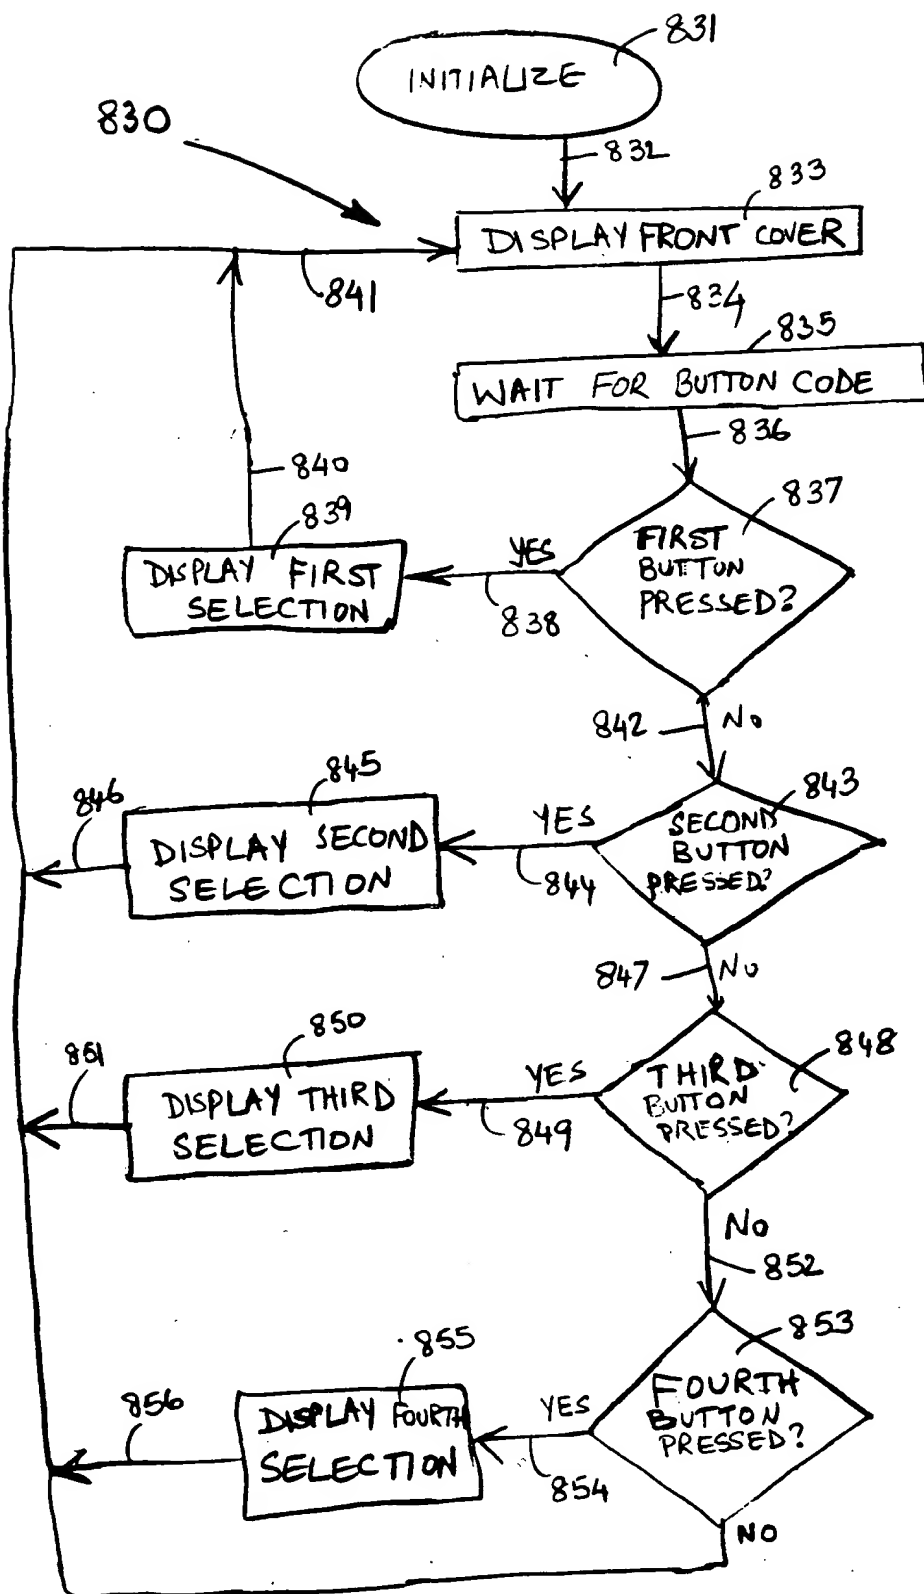 831
INITIALIZE
830
832
833
DISPLAY FRONT COVER
841
834
835
WAIT FOR BUTTON CODE
836
840
837
839
FIRST
BUTTON
PRESSED?
YES
DISPLAY FIRST
SELECTION
838
842
NO
845
843
846
YES
SECOND
BUTTON
PRESSED?
DISPLAY SECOND
SELECTION
844
847
NO
850
848
851
YES
THIRD
BUTTON
PRESSED?
DISPLAY THIRD
SELECTION
849
NO
852
853
855
856
YES
FOURTH
BUTTON
PRESSED?
DISPLAY FOURTH
SELECTION
854
NO